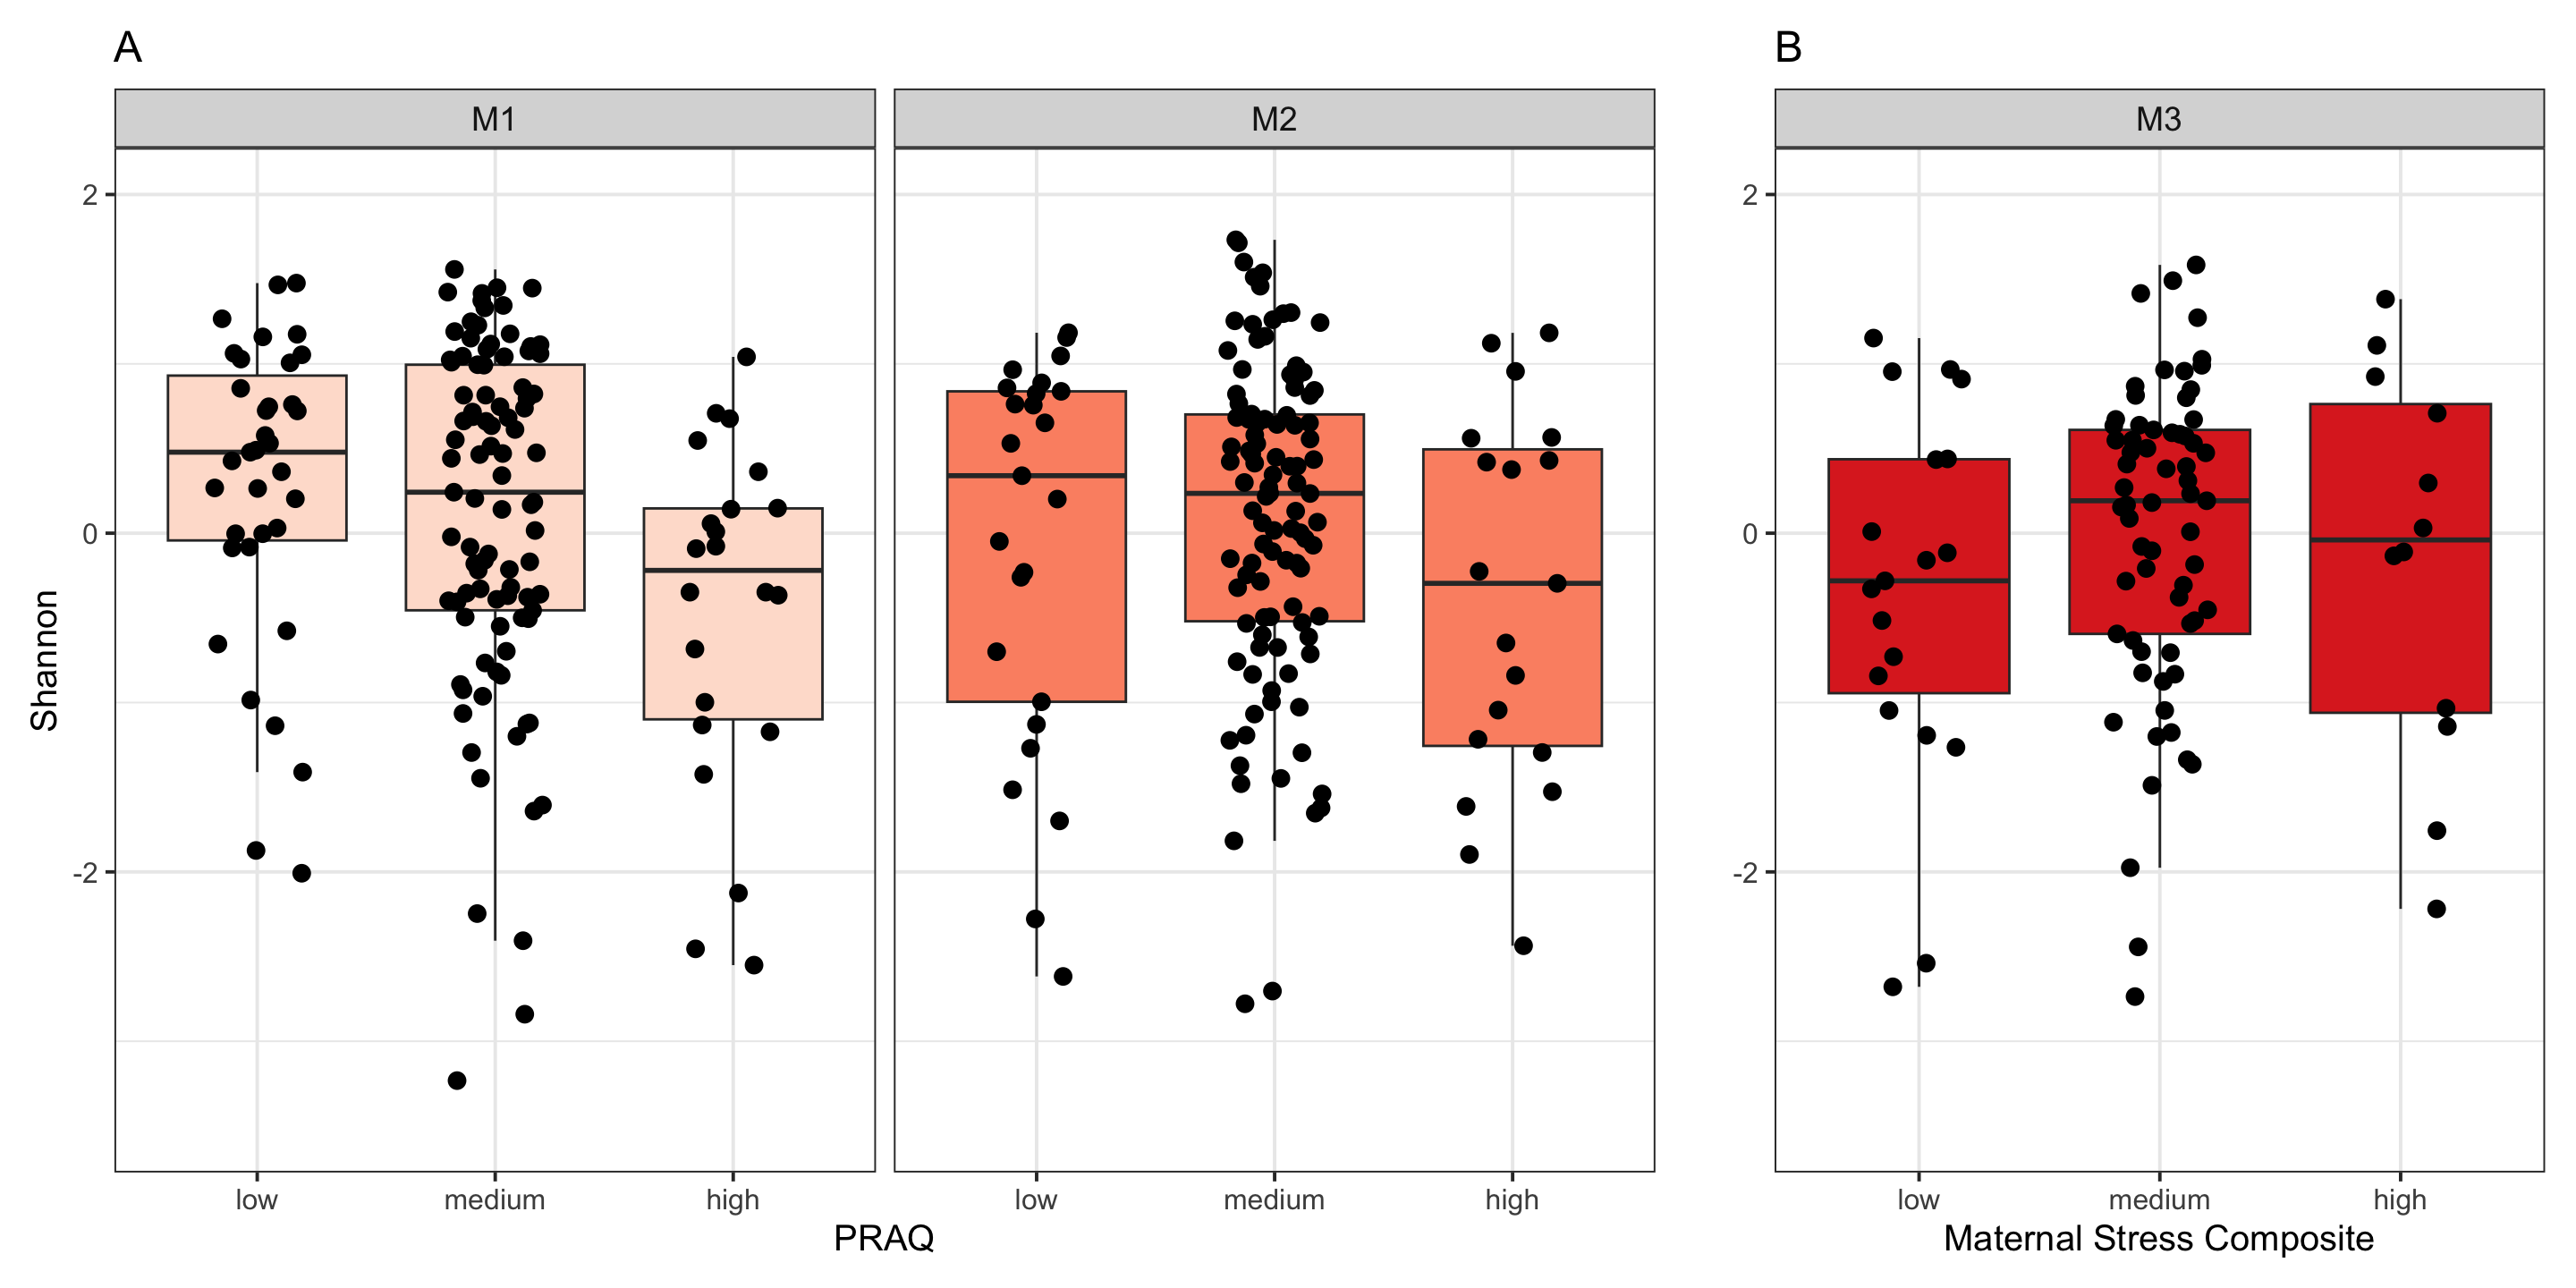 A
B
M1
M2
M3
2
0
-2
2
0
-2
Shannon
low
medium
high
low
medium
high
low
medium
high
PRAQ
Maternal Stress Composite